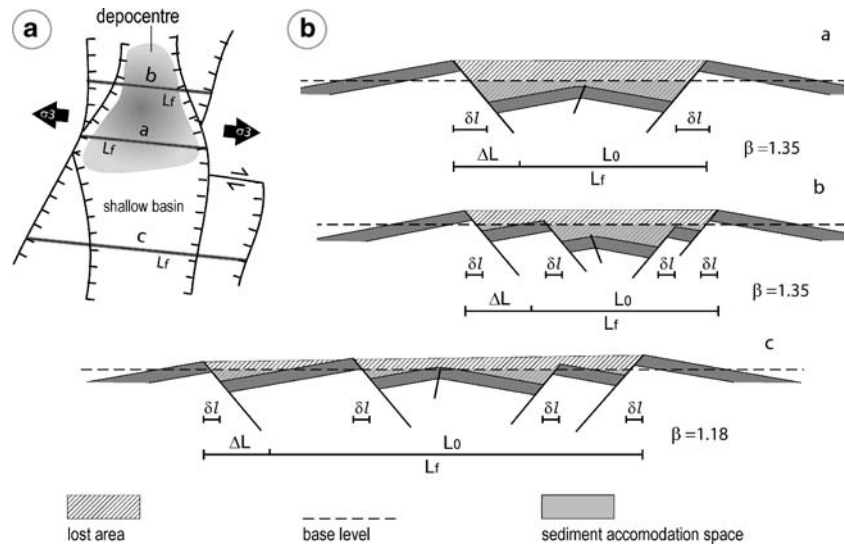 a
depocentre
b
Lf
σ3
σ3
a
Lf
shallow basin
c
Lf
b
a
δl
δl
ΔL
L0
Lf
β =1.35
b
δl
δl
δl
δl
ΔL
L0
Lf
β =1.35
c
δl
δl
δl
δl
ΔL
L0
Lf
β =1.18
lost area
base level
sediment accomodation space